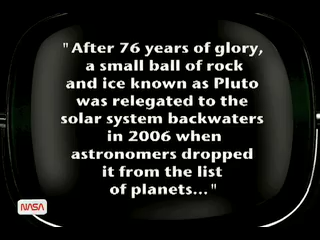 "After 76 years of glory,
a small ball of rock
and ice known as Pluto
was relegated to the
solar system backwaters
in 2006 when
astronomers dropped
it from the list
of planets..."
NASA